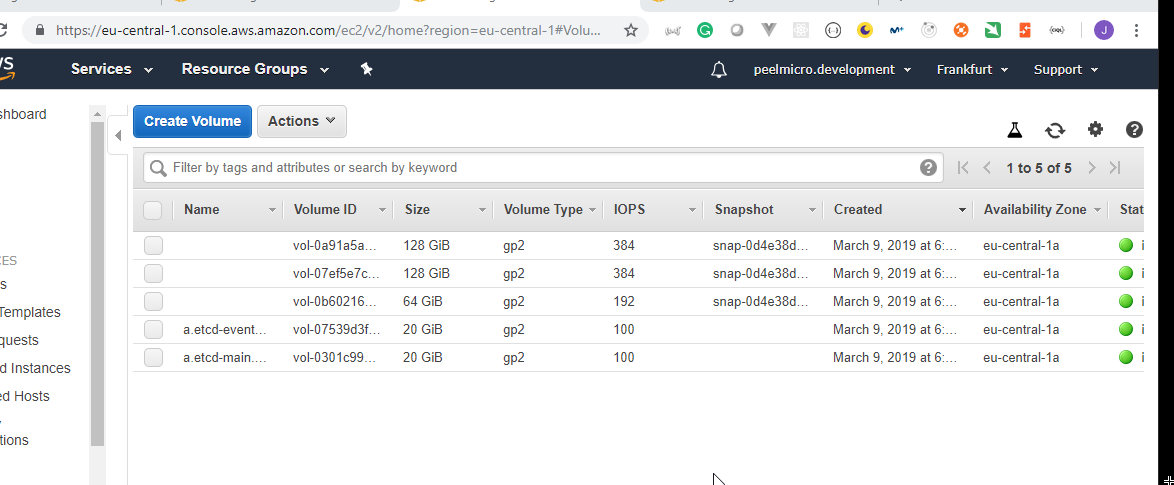 https://eu-central-1.console.aws.amazon.com/ec2/v2/home?region=eu-central-1#Volu...
Services Resource Groups peelmicro.development Frankfurt Support
shboard
Create Volume Actions
Filter by tags and attributes or search by keyword 1 to 5 of 5
Name Volume ID Size Volume Type IOPS Snapshot Created Availability Zone Stat
vol-0a91a5a... 128 GiB gp2 384 snap-0d4e38d... March 9, 2019 at 6:... eu-central-1a i
CES
vol-07ef5e7c... 128 GiB gp2 384 snap-0d4e38d... March 9, 2019 at 6:... eu-central-1a i
s
vol-0b60216... 64 GiB gp2 192 snap-0d4e38d... March 9, 2019 at 6:... eu-central-1a i
Templates
a.etcd-event... vol-07539d3f... 20 GiB gp2 100 March 9, 2019 at 6:... eu-central-1a i
quests
a.etcd-main.... vol-0301c99... 20 GiB gp2 100 March 9, 2019 at 6:... eu-central-1a i
d Instances
ed Hosts
tions